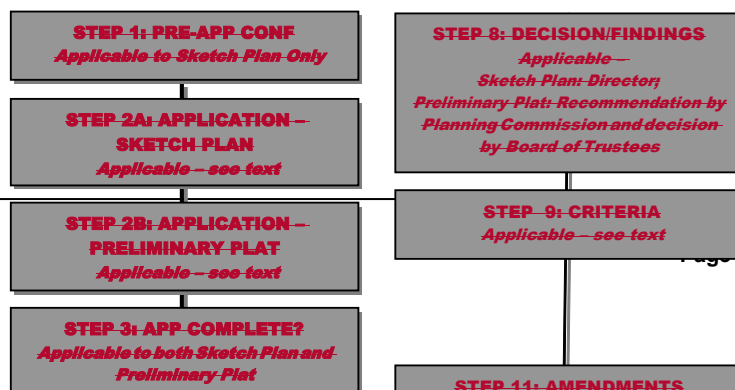 STEP 1: PRE-APP CONF
Applicable to Sketch Plan Only
STEP 2A: APPLICATION –
SKETCH PLAN
Applicable – see text
STEP 2B: APPLICATION –
PRELIMINARY PLAT
Applicable – see text
STEP 3: APP COMPLETE?
Applicable to both Sketch Plan and
Preliminary Plat
STEP 8: DECISION/FINDINGS
Applicable –
Sketch Plan: Director;
Preliminary Plat: Recommendation by
Planning Commission and decision
by Board of Trustees
STEP 9: CRITERIA
Applicable – see text
Page
STEP 11: AMENDMENTS